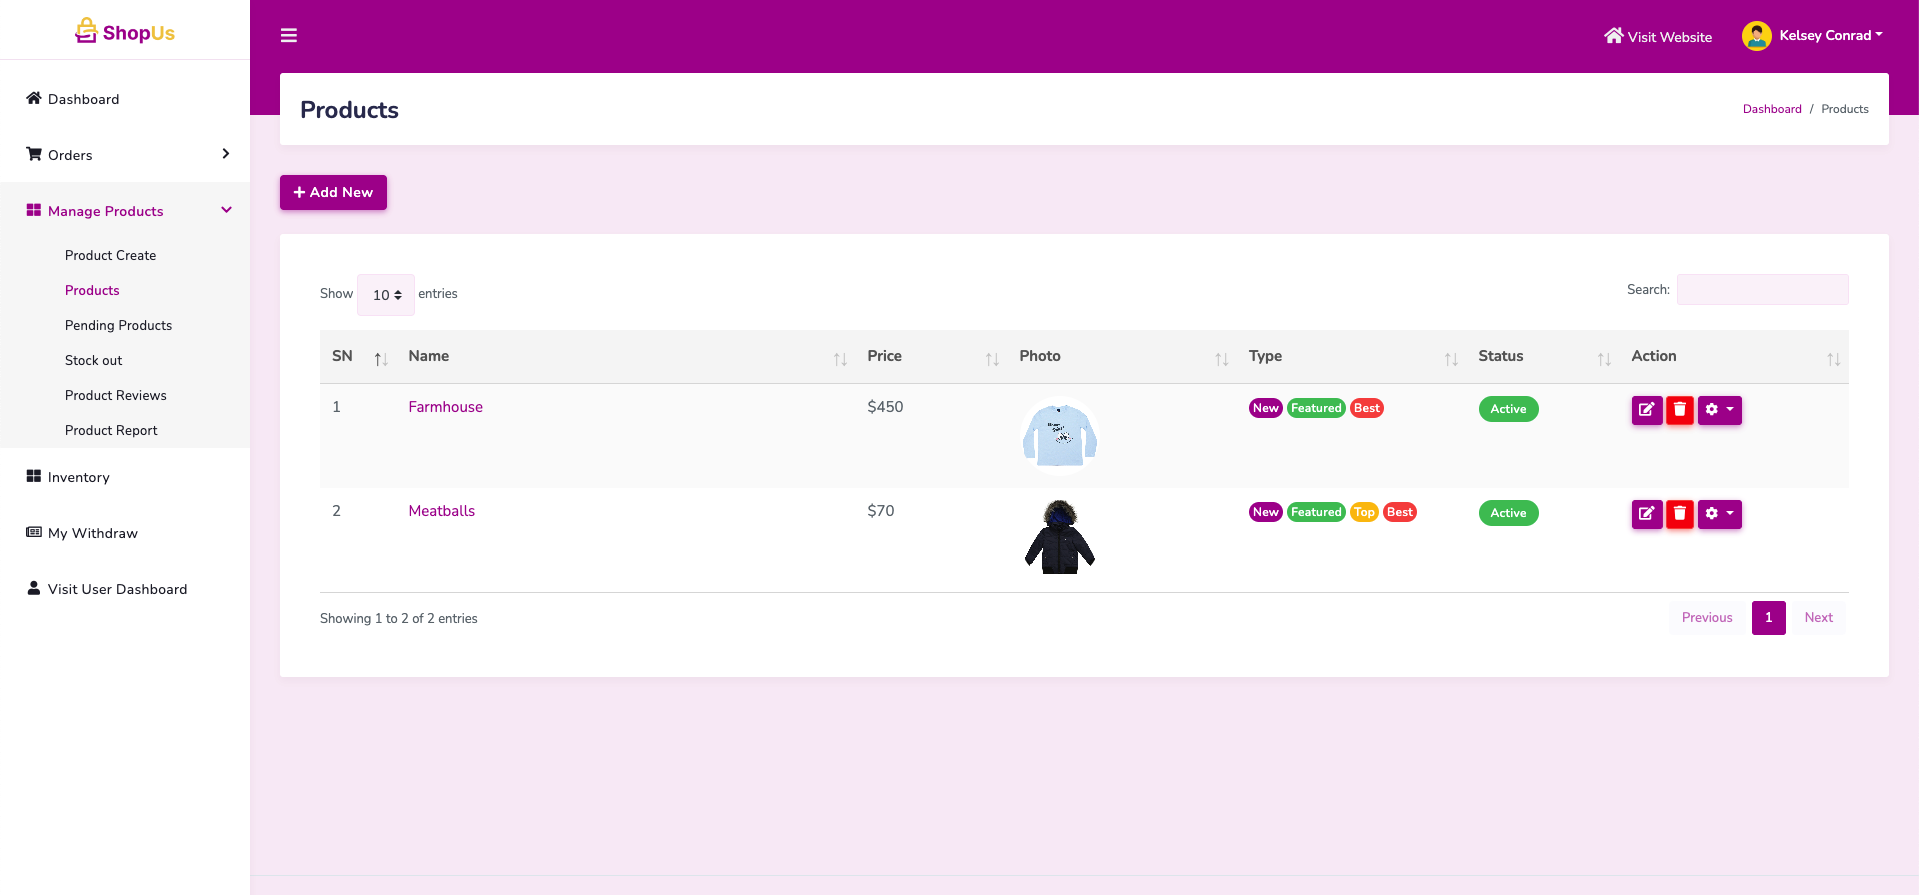 ShopUs
Visit Website
Kelsey Conrad
Dashboard
Orders
Manage Products
Product Create
Products
Pending Products
Stock out
Product Reviews
Product Report
Inventory
My Withdraw
Visit User Dashboard
Products
Dashboard / Products
Add New
Show 10 entries
Search:
SN Name Price Photo Type Status Action
1 Farmhouse $450 New Featured Best Active
2 Meatballs $70 New Featured Top Best Active
Showing 1 to 2 of 2 entries
Previous 1 Next